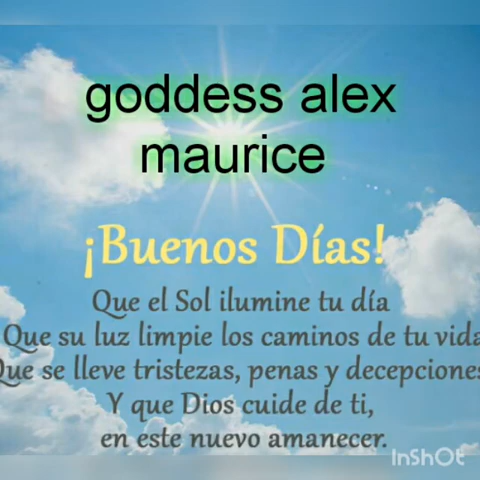 goddess alex
maurice
¡Buenos Días!
Que el Sol ilumine tu día
Que su luz limpie los caminos de tu vida
Que se lleve tristezas, penas y decepciones
Y que Dios cuide de ti,
en este nuevo amanecer.
InShOt